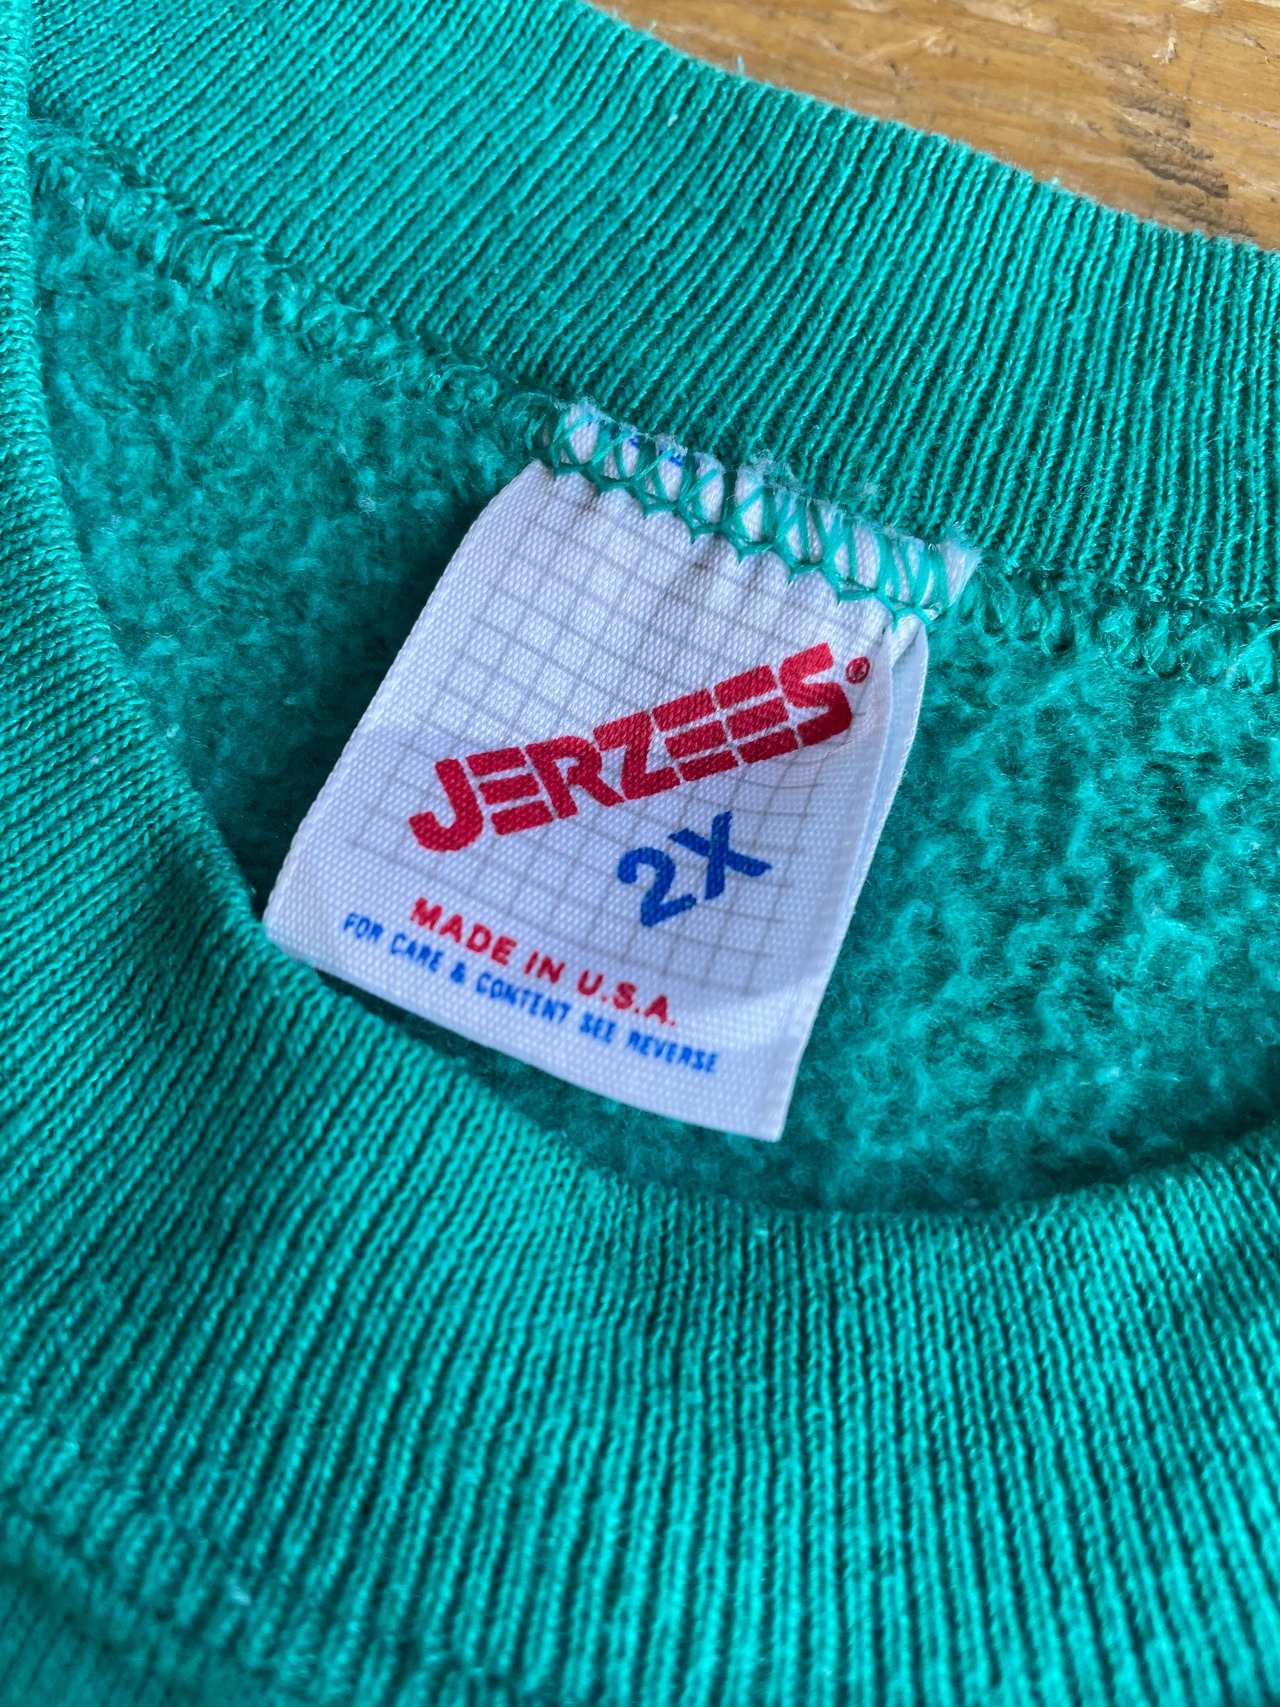 JERZEES®
2X
MADE IN U.S.A.
FOR CARE & CONTENT SEE REVERSE